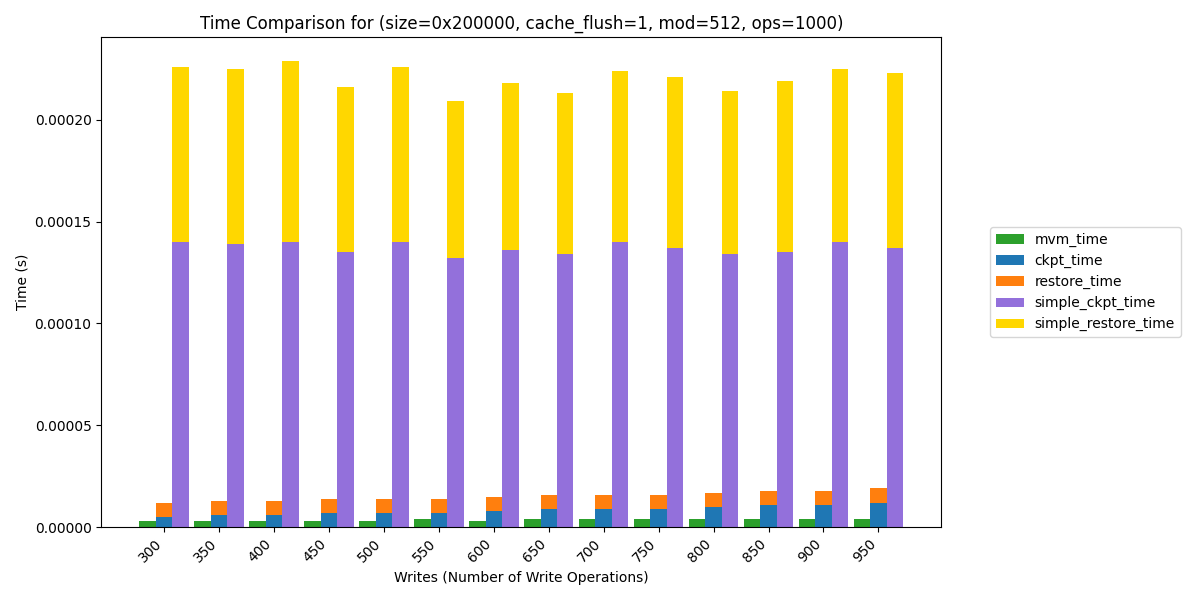 Time Comparison for (size=0x200000, cache_flush=1, mod=512, ops=1000)
Time (s)
0.00020
0.00015
0.00010
0.00005
0.00000
300 350 400 450 500 550 600 650 700 750 800 850 900 950
Writes (Number of Write Operations)
mvm_time
ckpt_time
restore_time
simple_ckpt_time
simple_restore_time